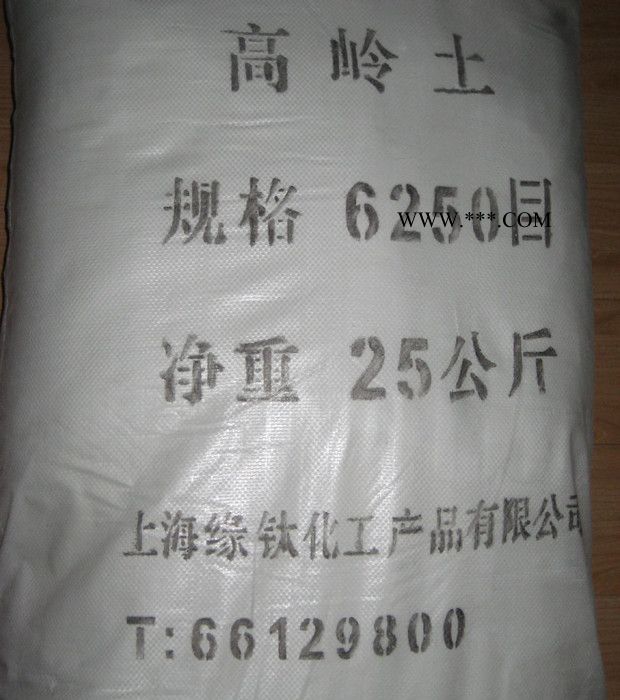 高岭土
规格 6250目
WWW.***.COM
净重 25公斤
上海缘钛化工产品有限公司
T:66129800